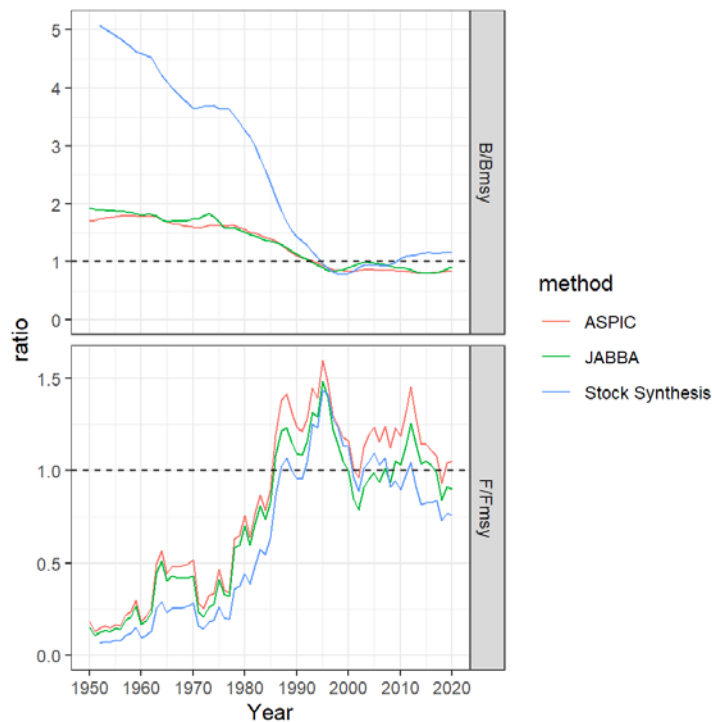 5
4
3
2
1
0
B/Bmsy
ratio
1.5
1.0
0.5
0.0
F/Fmsy
1950 1960 1970 1980 1990 2000 2010 2020
Year
method
ASPIC
JABBA
Stock Synthesis